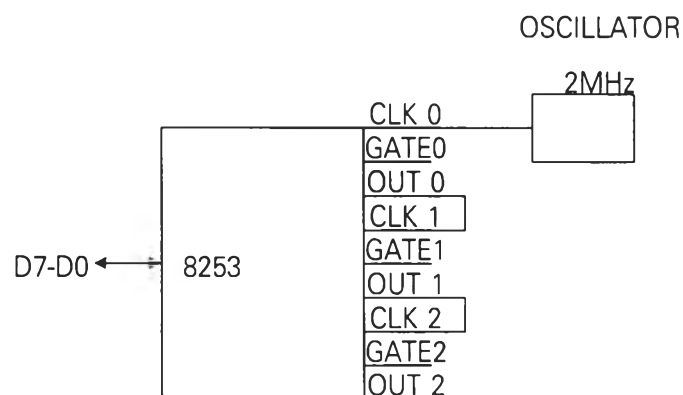 OSCILLATOR
2MHz
CLK 0
GATE0
OUT 0
CLK 1
GATE1
OUT 1
CLK 2
GATE2
OUT 2
D7-D0
8253